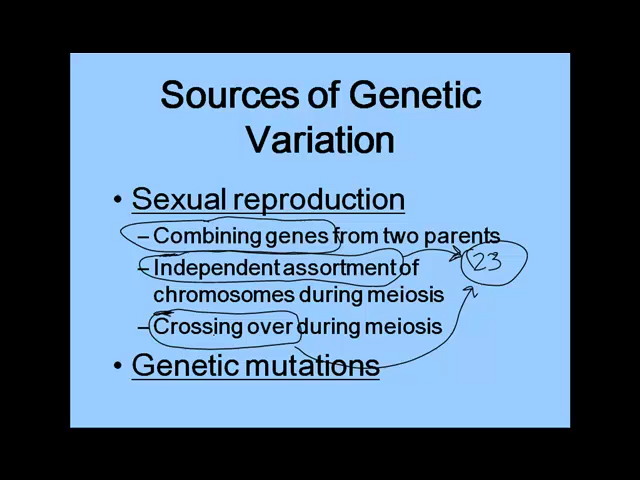 Sources of Genetic
Variation
• Sexual reproduction
– Combining genes from two parents
– Independent assortment of
chromosomes during meiosis
– Crossing over during meiosis
• Genetic mutations
23